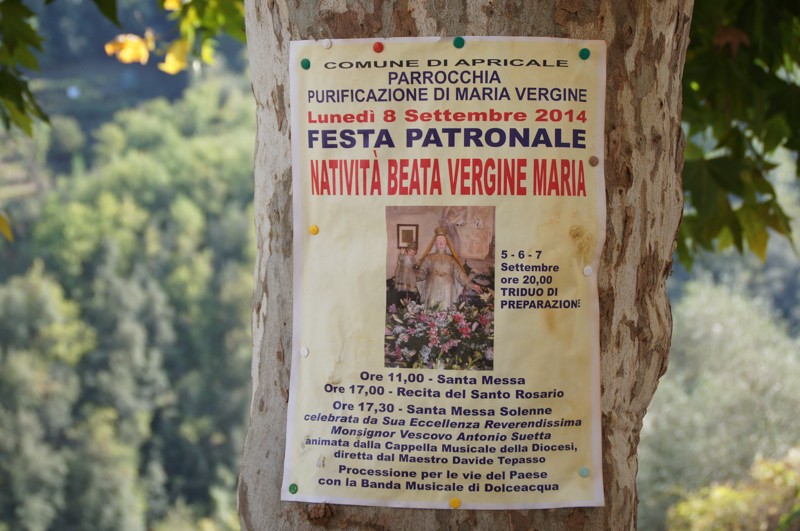 COMUNE DI APRICALE
PARROCCHIA
PURIFICAZIONE DI MARIA VERGINE
Lunedì 8 Settembre 2014
FESTA PATRONALE
NATIVITÀ BEATA VERGINE MARIA
5 - 6 - 7
Settembre
ore 20,00
TRIDUO DI
PREPARAZIONE
Ore 11,00 - Santa Messa
Ore 17,00 - Recita del Santo Rosario
Ore 17,30 - Santa Messa Solenne
celebrata da Sua Eccellenza Reverendissima
Monsignor Vescovo Antonio Suetta
animata dalla Cappella Musicale della Diocesi,
diretta dal Maestro Davide Tepasso
Processione per le vie del Paese
con la Banda Musicale di Dolceacqua